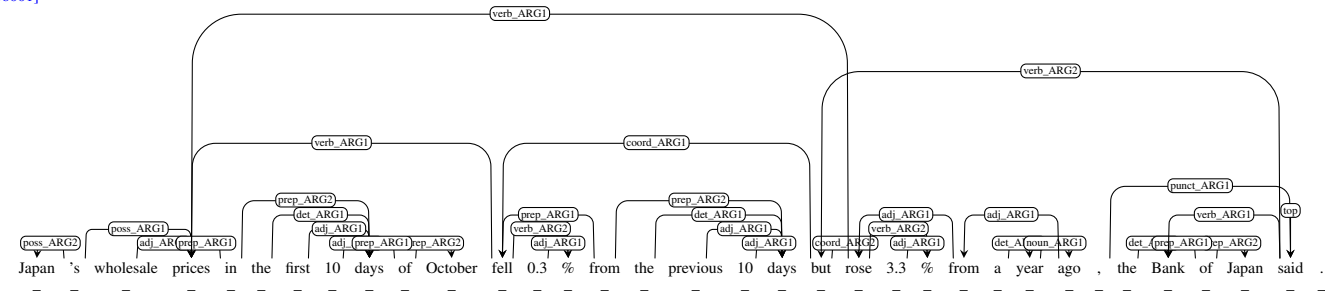 verb_ARG1
verb_ARG2
verb_ARG1 coord_ARG1
punct_ARG1
prep_ARG2 prep_ARG2
top
det_ARG1 prep_ARG1 det_ARG1 adj_ARG1 adj_ARG1 verb_ARG1
poss_ARG1 adj_ARG1 verb_ARG2 adj_ARG1 verb_ARG2
poss_ARG2 prep_ARG1 prep_ARG1 adj_ARG1 adj_ARG1 coord_ARG2 adj_ARG1 noun_ARG1 prep_ARG1
Japan 's wholesale prices in the first 10 days of October fell 0.3 % from the previous 10 days but rose 3.3 % from a year ago , the Bank of Japan said .
_ _ _ _ _ _ _ _ _ _ _ _ _ _ _ _ _ _ _ _ _ _ _ _ _ _ _ _ _ _ _ _ _ _